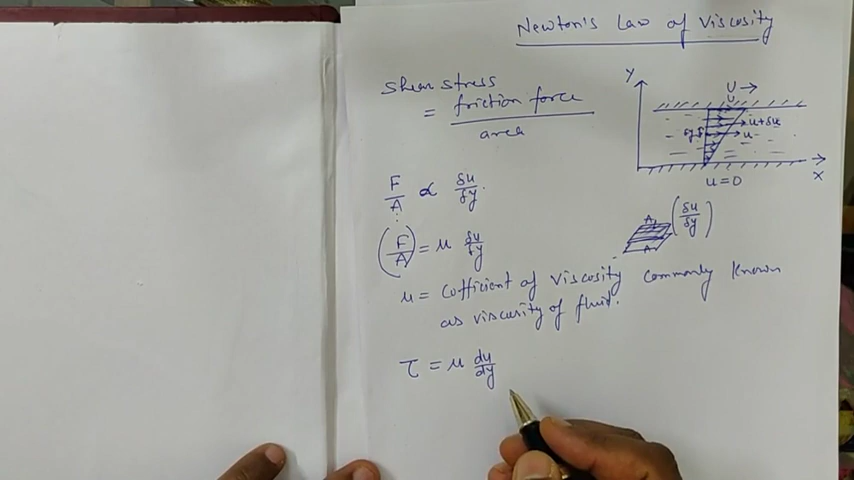 Newton's Law of Viscosity
Shear stress
= friction force
area
F/A ∝ δu/δy
(F/A) = μ δu/δy
μ = Cofficient of viscosity commonly known
as viscosity of fluid.
τ = μ du/dy
Y
U →
u+δu
δy
u
u = 0
X
A
(δu/δy)
A